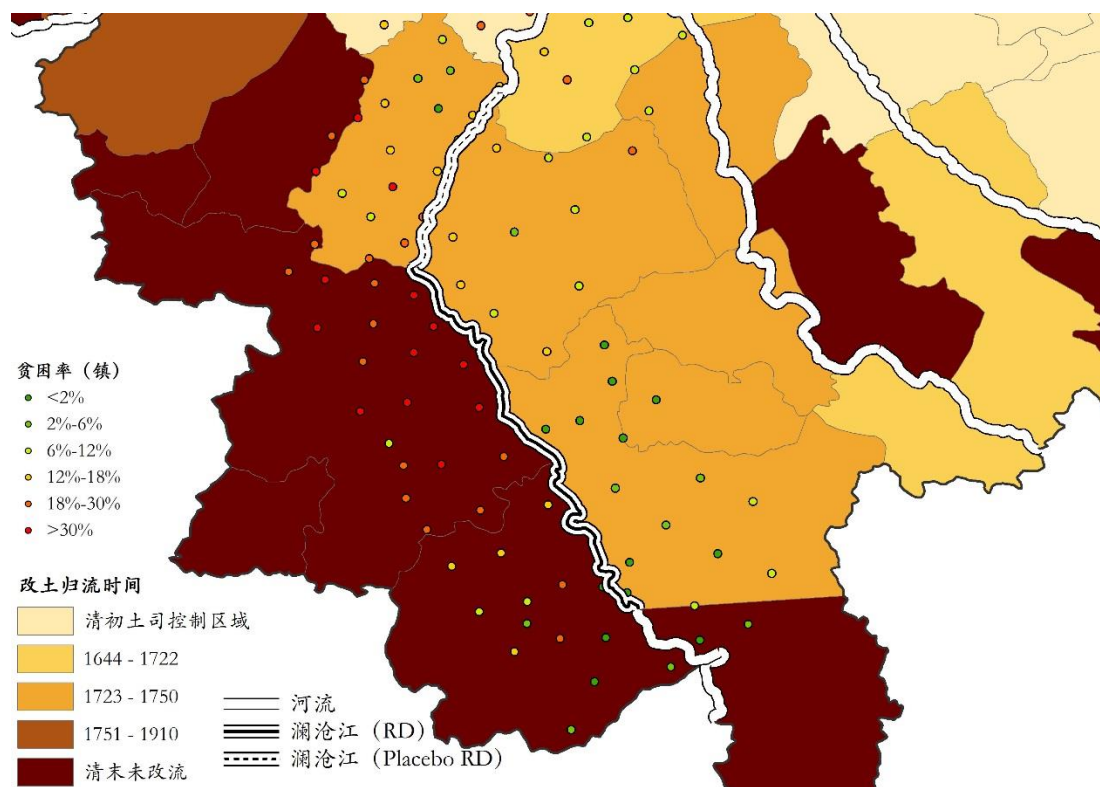 贫困率（镇）
<2%
2%-6%
6%-12%
12%-18%
18%-30%
>30%
改土归流时间
清初土司控制区域
1644 - 1722
1723 - 1750
1751 - 1910
清末未改流
河流
澜沧江（RD）
澜沧江（Placebo RD）